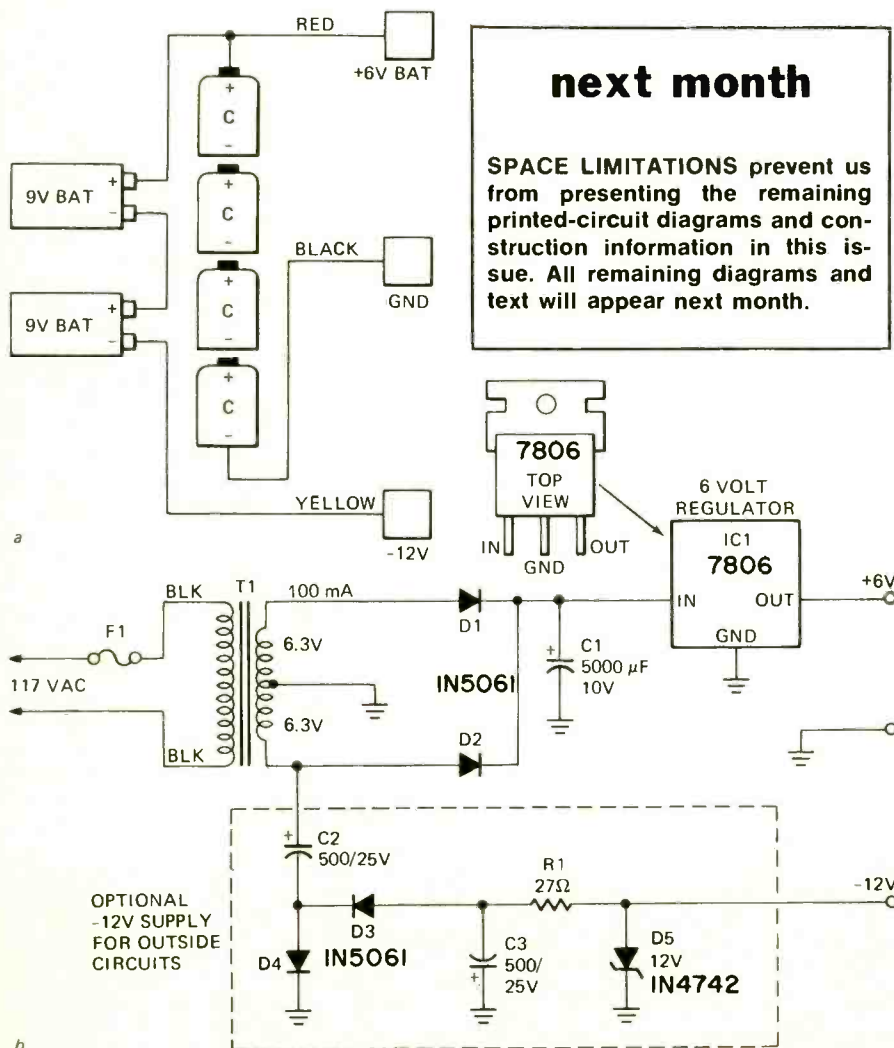 RED
+6V BAT
+
C
-
9V BAT
+
-
+
C
-
BLACK
GND
9V BAT
+
-
+
C
-
+
C
-
YELLOW
-12V
a
next month
SPACE LIMITATIONS prevent us
from presenting the remaining
printed-circuit diagrams and con-
struction information in this is-
sue. All remaining diagrams and
text will appear next month.
7806
TOP
VIEW
IN
GND
OUT
6 VOLT
REGULATOR
IC1
7806
IN
OUT
GND
+6V
BLK
T1
100 mA
F1
117 VAC
BLK
6.3V
6.3V
D1
IN5061
D2
+
C1
5000 μF
10V
+
C2
500/25V
OPTIONAL
-12V SUPPLY
FOR OUTSIDE
CIRCUITS
D4
D3
IN5061
C3
500/
25V
+
R1
27Ω
D5
12V
IN4742
-12V
b